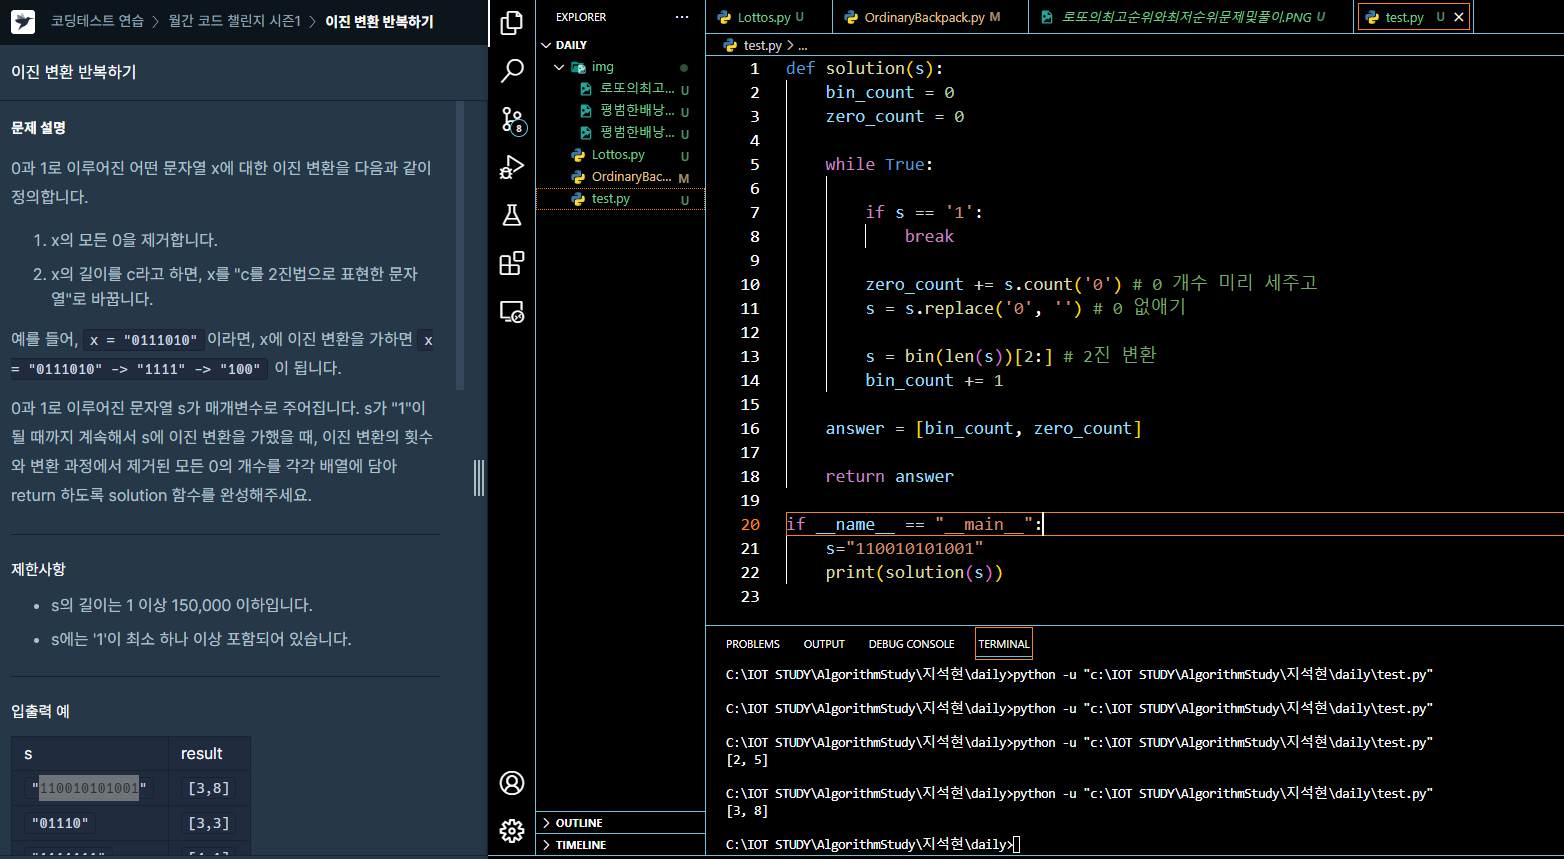 코딩테스트 연습 > 월간 코드 챌린지 시즌1 > 이진 변환 반복하기
이진 변환 반복하기
문제 설명
0과 1로 이루어진 어떤 문자열 x에 대한 이진 변환을 다음과 같이
정의합니다.
1. x의 모든 0을 제거합니다.
2. x의 길이를 c라고 하면, x를 "c를 2진법으로 표현한 문자
열"로 바꿉니다.
예를 들어, x = "0111010" 이라면, x에 이진 변환을 가하면 x
= "0111010" -> "1111" -> "100" 이 됩니다.
0과 1로 이루어진 문자열 s가 매개변수로 주어집니다. s가 "1"이
될 때까지 계속해서 s에 이진 변환을 가했을 때, 이진 변환의 횟수
와 변환 과정에서 제거된 모든 0의 개수를 각각 배열에 담아
return 하도록 solution 함수를 완성해주세요.
제한사항
• s의 길이는 1 이상 150,000 이하입니다.
• s에는 '1'이 최소 하나 이상 포함되어 있습니다.
입출력 예
s result
"110010101001" [3,8]
"01110" [3,3]
8
EXPLORER ...
DAILY
img
로또의최고... U
평범한배낭... U
평범한배낭... U
Lottos.py U
OrdinaryBac... M
test.py U
OUTLINE
TIMELINE
Lottos.py U
OrdinaryBackpack.py M
로또의최고순위와최저순위문제및풀이.PNG U
test.py U
test.py > ...
1 def solution(s):
2 bin_count = 0
3 zero_count = 0
4
5 while True:
6
7 if s == '1':
8 break
9
10 zero_count += s.count('0') # 0 개수 미리 세주고
11 s = s.replace('0', '') # 0 없애기
12
13 s = bin(len(s))[2:] # 2진 변환
14 bin_count += 1
15
16 answer = [bin_count, zero_count]
17
18 return answer
19
20 if __name__ == "__main__":
21 s="110010101001"
22 print(solution(s))
23
PROBLEMS OUTPUT DEBUG CONSOLE TERMINAL
C:\IOT STUDY\AlgorithmStudy\지석현\daily>python -u "c:\IOT STUDY\AlgorithmStudy\지석현\daily\test.py"
C:\IOT STUDY\AlgorithmStudy\지석현\daily>python -u "c:\IOT STUDY\AlgorithmStudy\지석현\daily\test.py"
C:\IOT STUDY\AlgorithmStudy\지석현\daily>python -u "c:\IOT STUDY\AlgorithmStudy\지석현\daily\test.py"
[2, 5]
C:\IOT STUDY\AlgorithmStudy\지석현\daily>python -u "c:\IOT STUDY\AlgorithmStudy\지석현\daily\test.py"
[3, 8]
C:\IOT STUDY\AlgorithmStudy\지석현\daily>